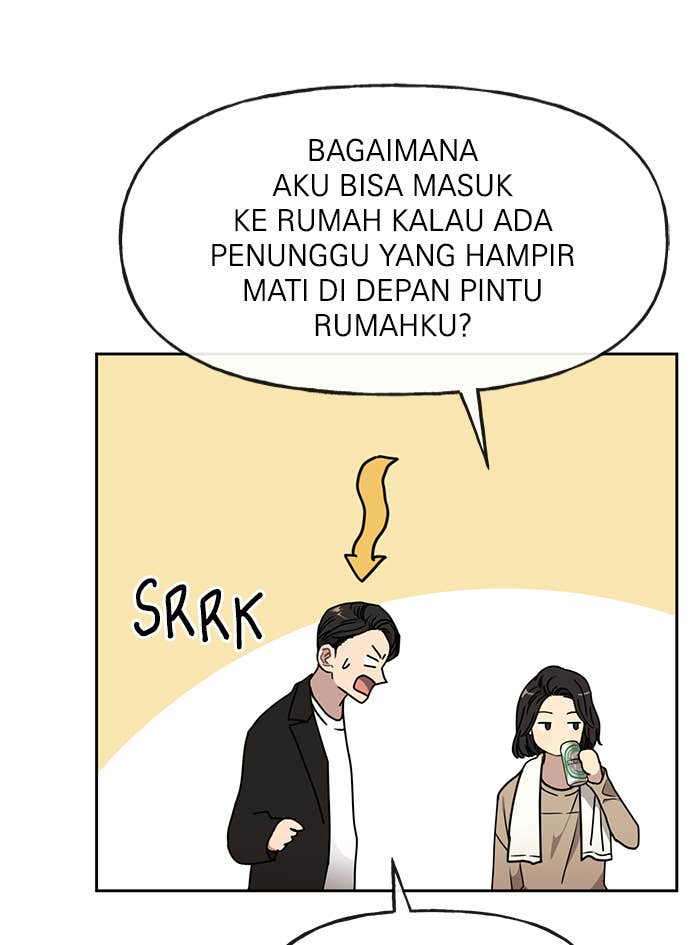 BAGAIMANA
AKU BISA MASUK
KE RUMAH KALAU ADA
PENUNGGU YANG HAMPIR
MATI DI DEPAN PINTU
RUMAHKU?
SRRK